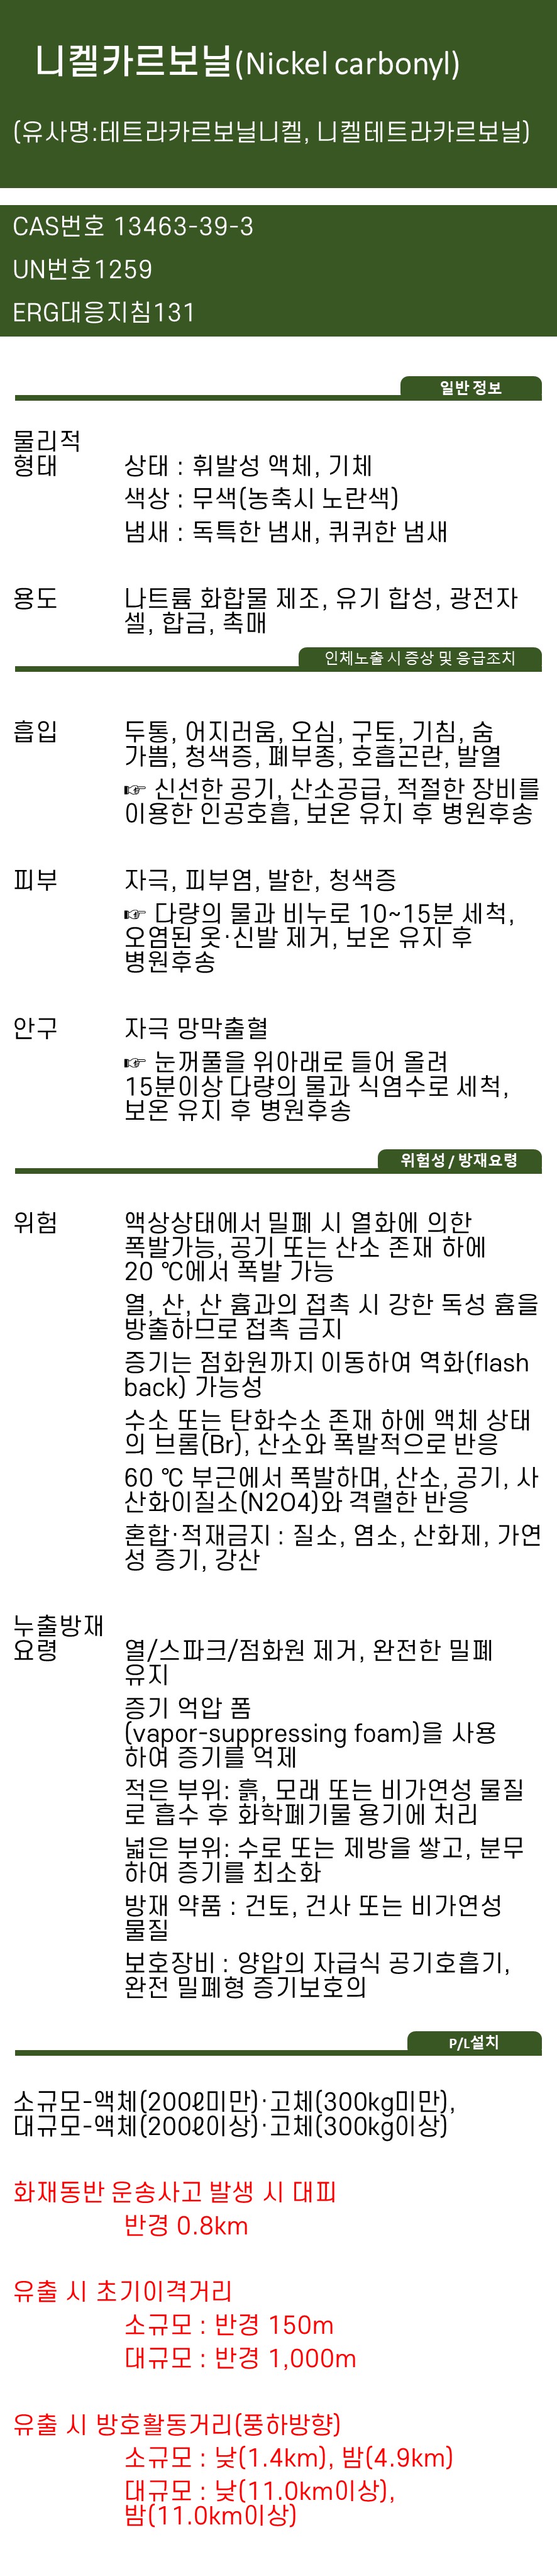 니켈카르보닐(Nickel carbonyl)
(유사명:테트라카르보닐니켈, 니켈테트라카르보닐)
CAS번호 13463-39-3
UN번호1259
ERG대응지침131
일반 정보
물리적
형태 상태 : 휘발성 액체, 기체
색상 : 무색(농축시 노란색)
냄새 : 독특한 냄새, 퀴퀴한 냄새
용도 나트륨 화합물 제조, 유기 합성, 광전자
셀, 합금, 촉매
인체노출 시 증상 및 응급조치
흡입 두통, 어지러움, 오심, 구토, 기침, 숨
가쁨, 청색증, 폐부종, 호흡곤란, 발열
☞ 신선한 공기, 산소공급, 적절한 장비를
이용한 인공호흡, 보온 유지 후 병원후송
피부 자극, 피부염, 발한, 청색증
☞ 다량의 물과 비누로 10~15분 세척,
오염된 옷·신발 제거, 보온 유지 후
병원후송
안구 자극 망막출혈
☞ 눈꺼풀을 위아래로 들어 올려
15분이상 다량의 물과 식염수로 세척,
보온 유지 후 병원후송
위험성 / 방재요령
위험 액상상태에서 밀폐 시 열화에 의한
폭발가능, 공기 또는 산소 존재 하에
20 ℃에서 폭발 가능
열, 산, 산 흄과의 접촉 시 강한 독성 흄을
방출하므로 접촉 금지
증기는 점화원까지 이동하여 역화(flash
back) 가능성
수소 또는 탄화수소 존재 하에 액체 상태
의 브롬(Br), 산소와 폭발적으로 반응
60 ℃ 부근에서 폭발하며, 산소, 공기, 사
산화이질소(N2O4)와 격렬한 반응
혼합·적재금지 : 질소, 염소, 산화제, 가연
성 증기, 강산
누출방재
요령 열/스파크/점화원 제거, 완전한 밀폐
유지
증기 억압 폼
(vapor-suppressing foam)을 사용
하여 증기를 억제
적은 부위: 흙, 모래 또는 비가연성 물질
로 흡수 후 화학폐기물 용기에 처리
넓은 부위: 수로 또는 제방을 쌓고, 분무
하여 증기를 최소화
방재 약품 : 건토, 건사 또는 비가연성
물질
보호장비 : 양압의 자급식 공기호흡기,
완전 밀폐형 증기보호의
P/L설치
소규모-액체(200ℓ미만)·고체(300kg미만),
대규모-액체(200ℓ이상)·고체(300kg이상)
화재동반 운송사고 발생 시 대피
반경 0.8km
유출 시 초기이격거리
소규모 : 반경 150m
대규모 : 반경 1,000m
유출 시 방호활동거리(풍하방향)
소규모 : 낮(1.4km), 밤(4.9km)
대규모 : 낮(11.0km이상),
밤(11.0km이상)